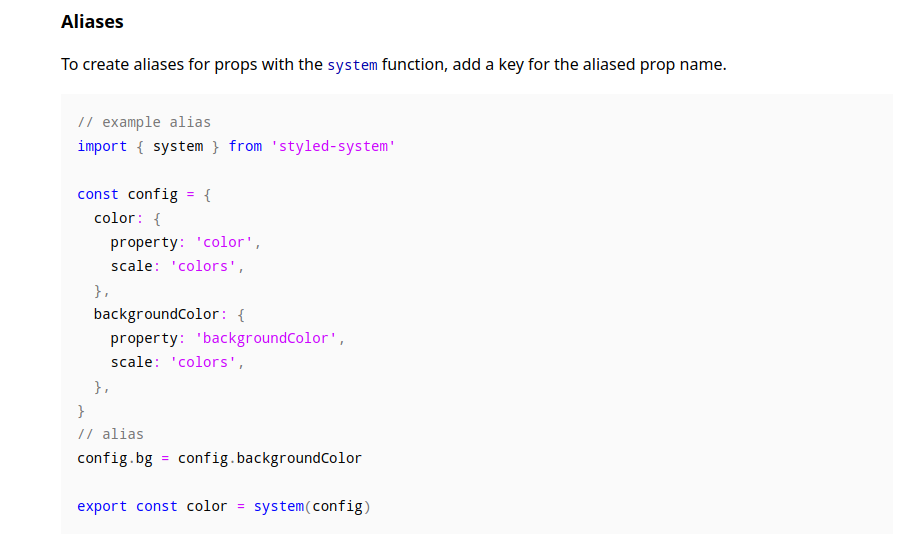 Aliases
To create aliases for props with the system function, add a key for the aliased prop name.
// example alias
import { system } from 'styled-system'
const config = {
  color: {
    property: 'color',
    scale: 'colors',
  },
  backgroundColor: {
    property: 'backgroundColor',
    scale: 'colors',
  },
}
// alias
config.bg = config.backgroundColor
export const color = system(config)